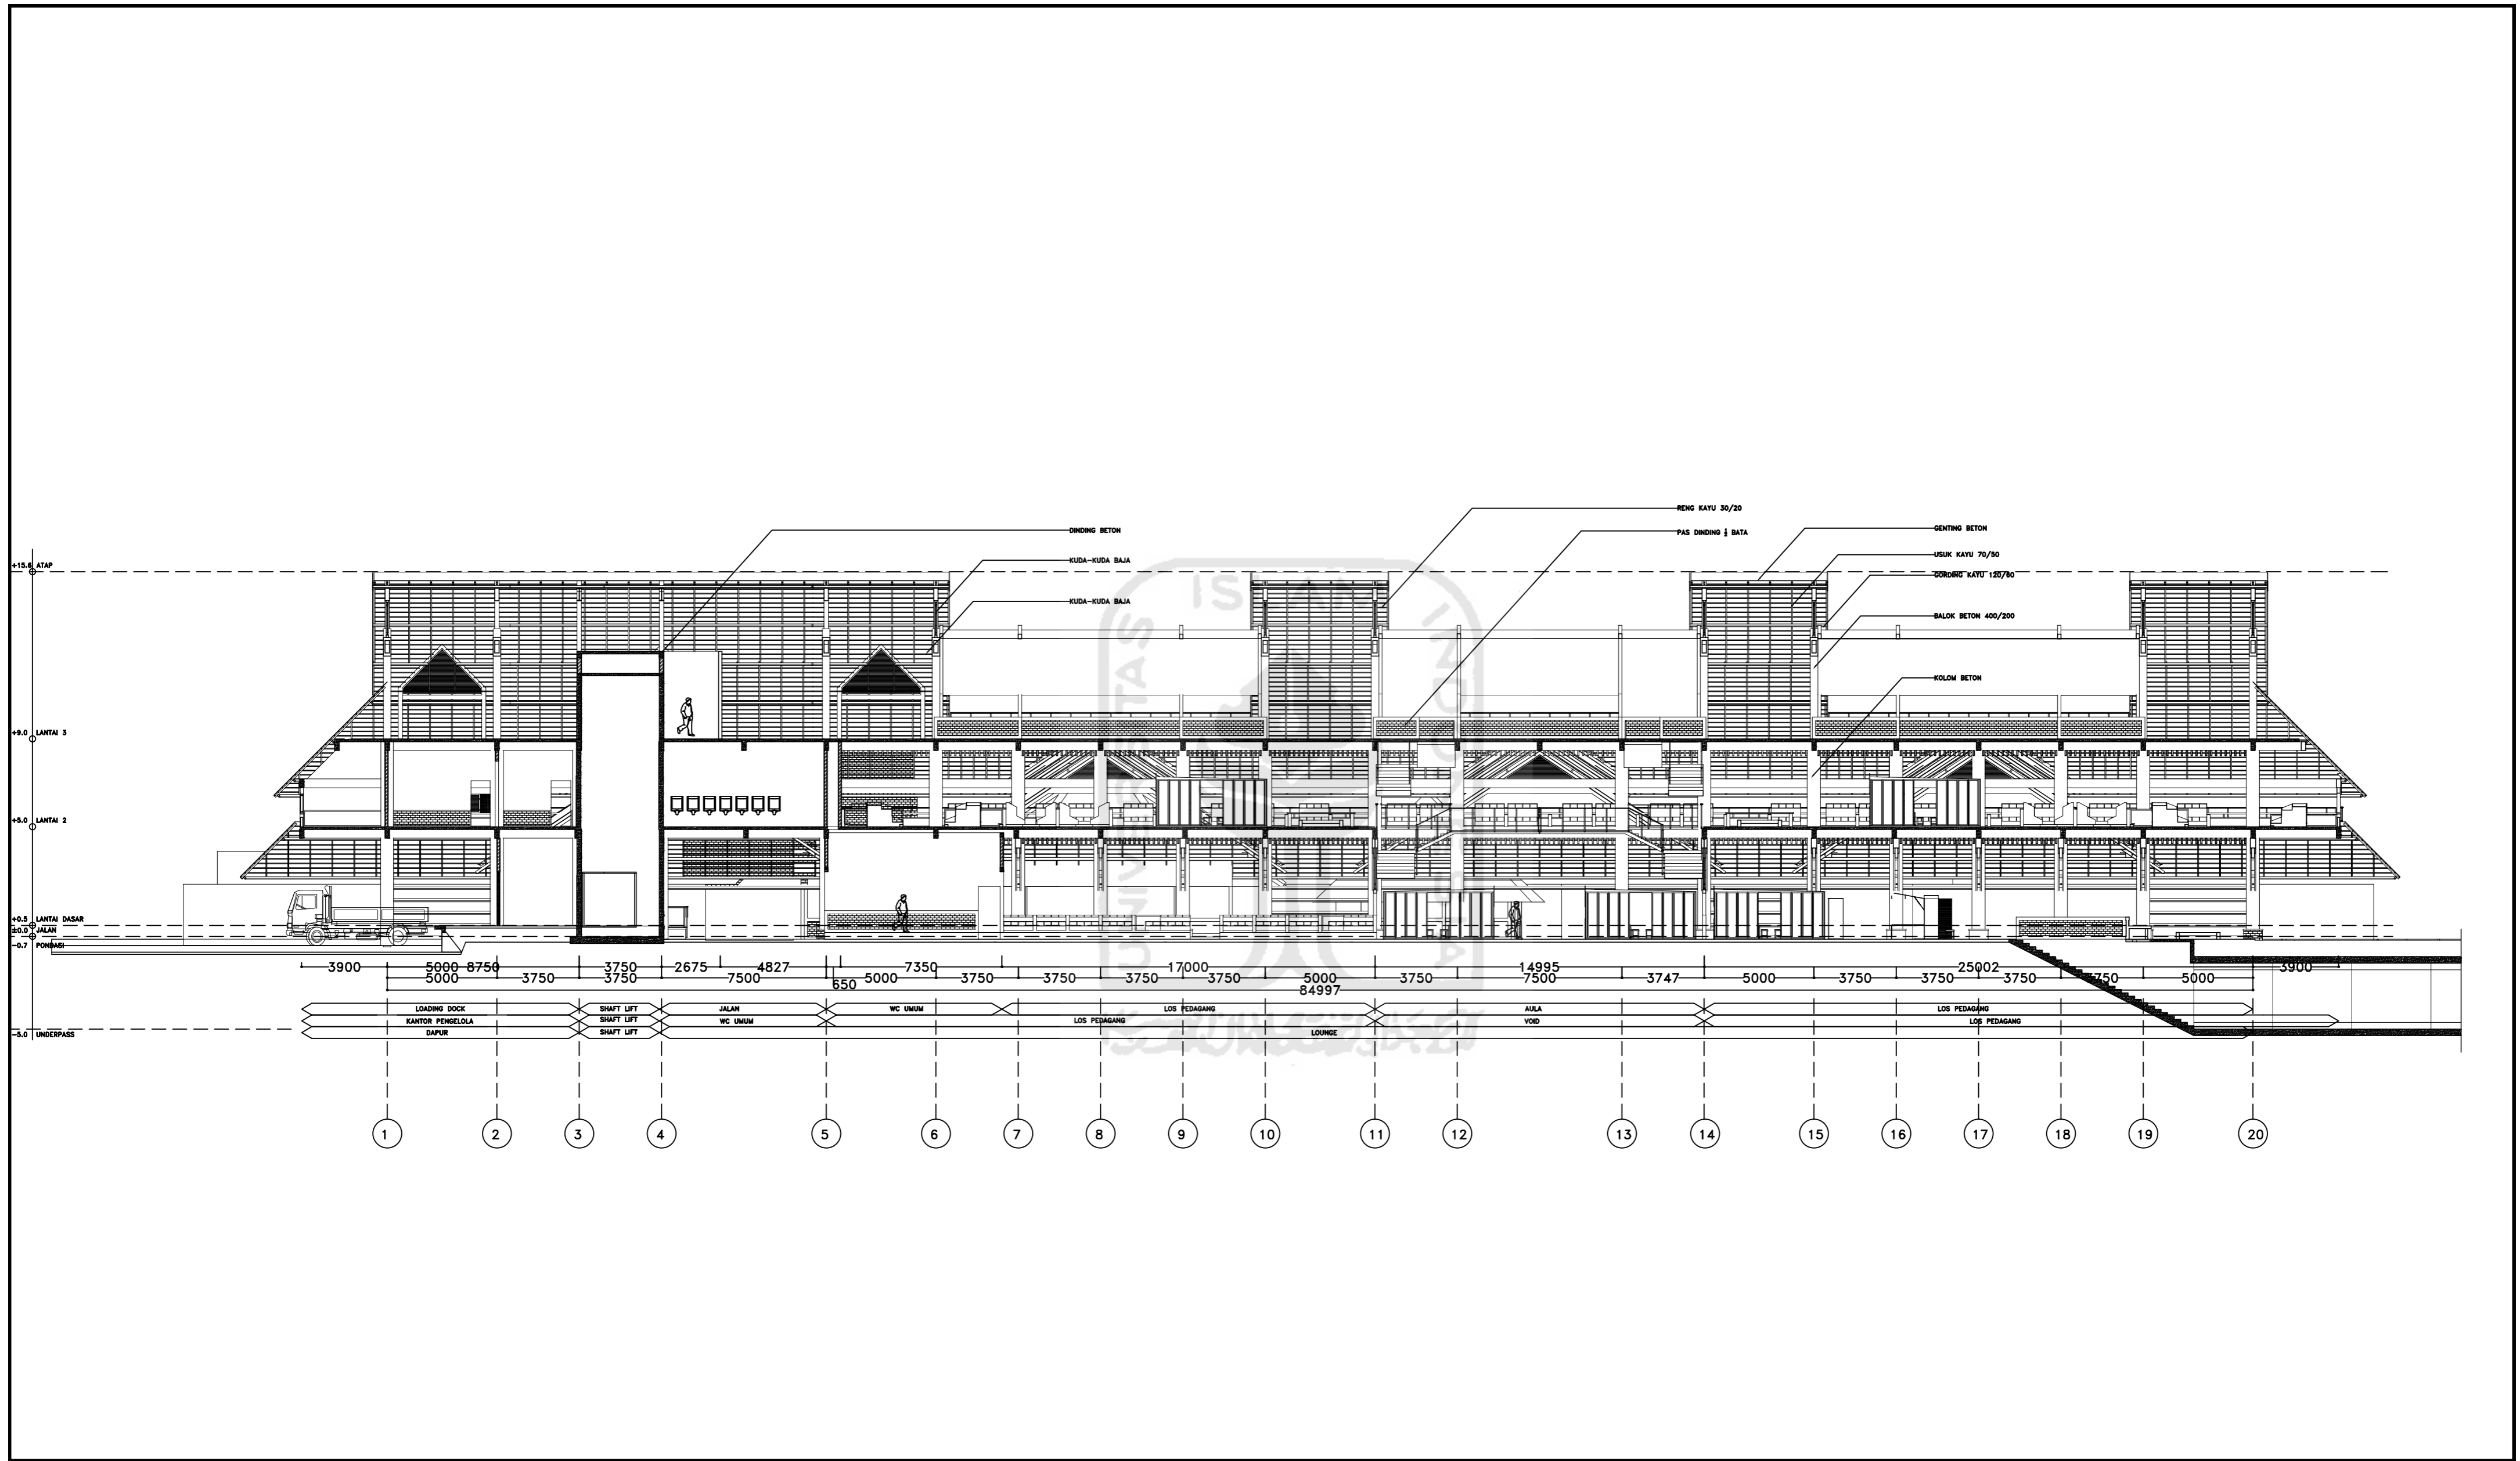 RENG KAYU 30/20
DINDING BETON
PAS DINDING ½ BATA
GENTING BETON
KUDA-KUDA BAJA
USUK KAYU 70/50
+15.6 ATAP
GORDING KAYU 120/60
KUDA-KUDA BAJA
BALOK BETON 400/200
KOLOM BETON
+9.0 LANTAI 3
+5.0 LANTAI 2
+0.5 LANTAI DASAR
±0.0 JALAN
-0.7 PONDASI
3900 5000 8750 3750 2675 4827 7350 17000 14995 25002 3900
5000 3750 3750 7500 5000 3750 3750 3750 3750 5000 3750 7500 3747 5000 3750 3750 3750 3750 5000
650
84997
LOADING DOCK SHAFT LIFT JALAN WC UMUM LOS PEDAGANG AULA LOS PEDAGANG
KANTOR PENGELOLA SHAFT LIFT WC UMUM LOS PEDAGANG VOID LOS PEDAGANG
DAPUR SHAFT LIFT LOUNGE
-5.0 UNDERPASS
1 2 3 4 5 6 7 8 9 10 11 12 13 14 15 16 17 18 19 20
UNIVERSITAS ISLAM INDONESIA